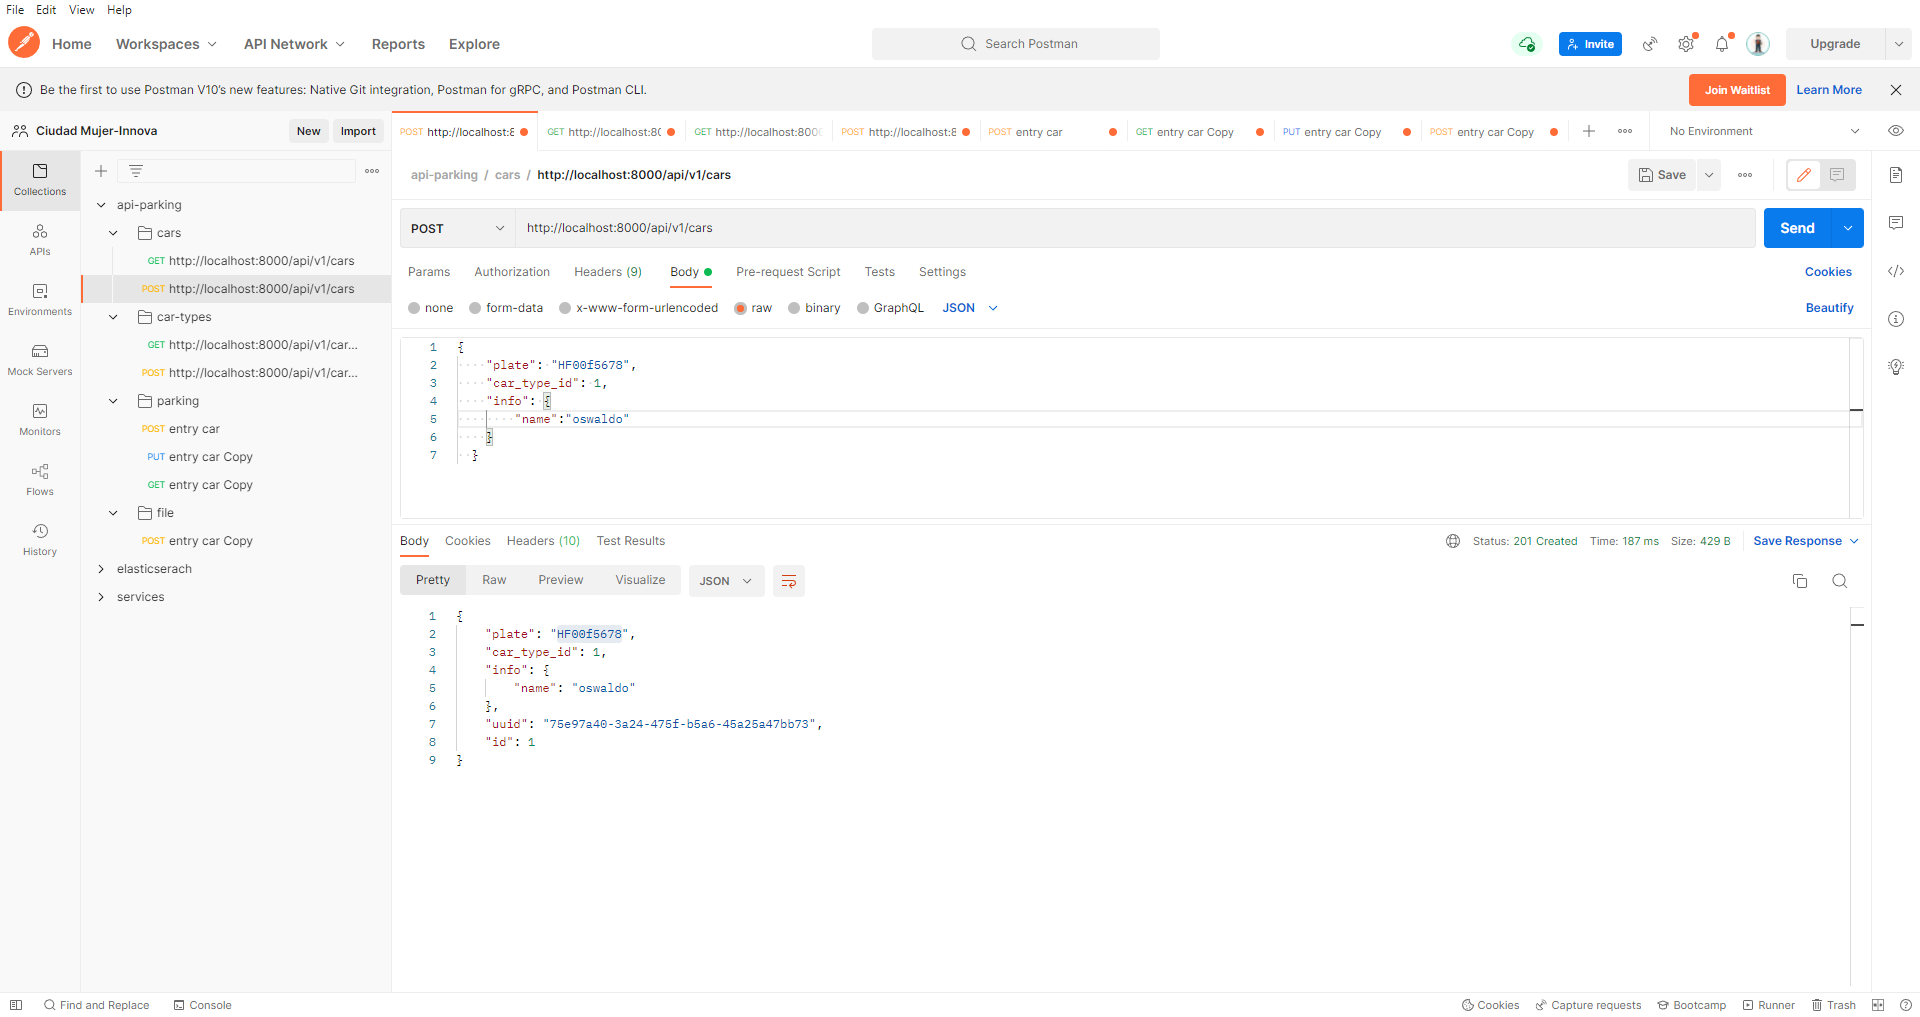 File Edit View Help
Home Workspaces API Network Reports Explore Search Postman Invite Upgrade
Be the first to use Postman V10's new features: Native Git integration, Postman for gRPC, and Postman CLI. Join Waitlist Learn More
Ciudad Mujer-Innova New Import
POST http://localhost:8 GET http://localhost:80 GET http://localhost:800 POST http://localhost:8 POST entry car GET entry car Copy PUT entry car Copy POST entry car Copy No Environment
Collections
APIs
Environments
Mock Servers
Monitors
Flows
History
api-parking
cars
GET http://localhost:8000/api/v1/cars
POST http://localhost:8000/api/v1/cars
car-types
GET http://localhost:8000/api/v1/car...
POST http://localhost:8000/api/v1/car...
parking
POST entry car
PUT entry car Copy
GET entry car Copy
file
POST entry car Copy
elasticserach
services
api-parking / cars / http://localhost:8000/api/v1/cars Save
POST http://localhost:8000/api/v1/cars Send
Params Authorization Headers (9) Body Pre-request Script Tests Settings Cookies
none form-data x-www-form-urlencoded raw binary GraphQL JSON Beautify
1 {
2 "plate": "HF00f5678",
3 "car_type_id": 1,
4 "info": {
5 "name":"oswaldo"
6 }
7 }
Body Cookies Headers (10) Test Results Status: 201 Created Time: 187 ms Size: 429 B Save Response
Pretty Raw Preview Visualize JSON
1 {
2 "plate": "HF00f5678",
3 "car_type_id": 1,
4 "info": {
5 "name": "oswaldo"
6 },
7 "uuid": "75e97a40-3a24-475f-b5a6-45a25a47bb73",
8 "id": 1
9 }
Find and Replace Console Cookies Capture requests Bootcamp Runner Trash